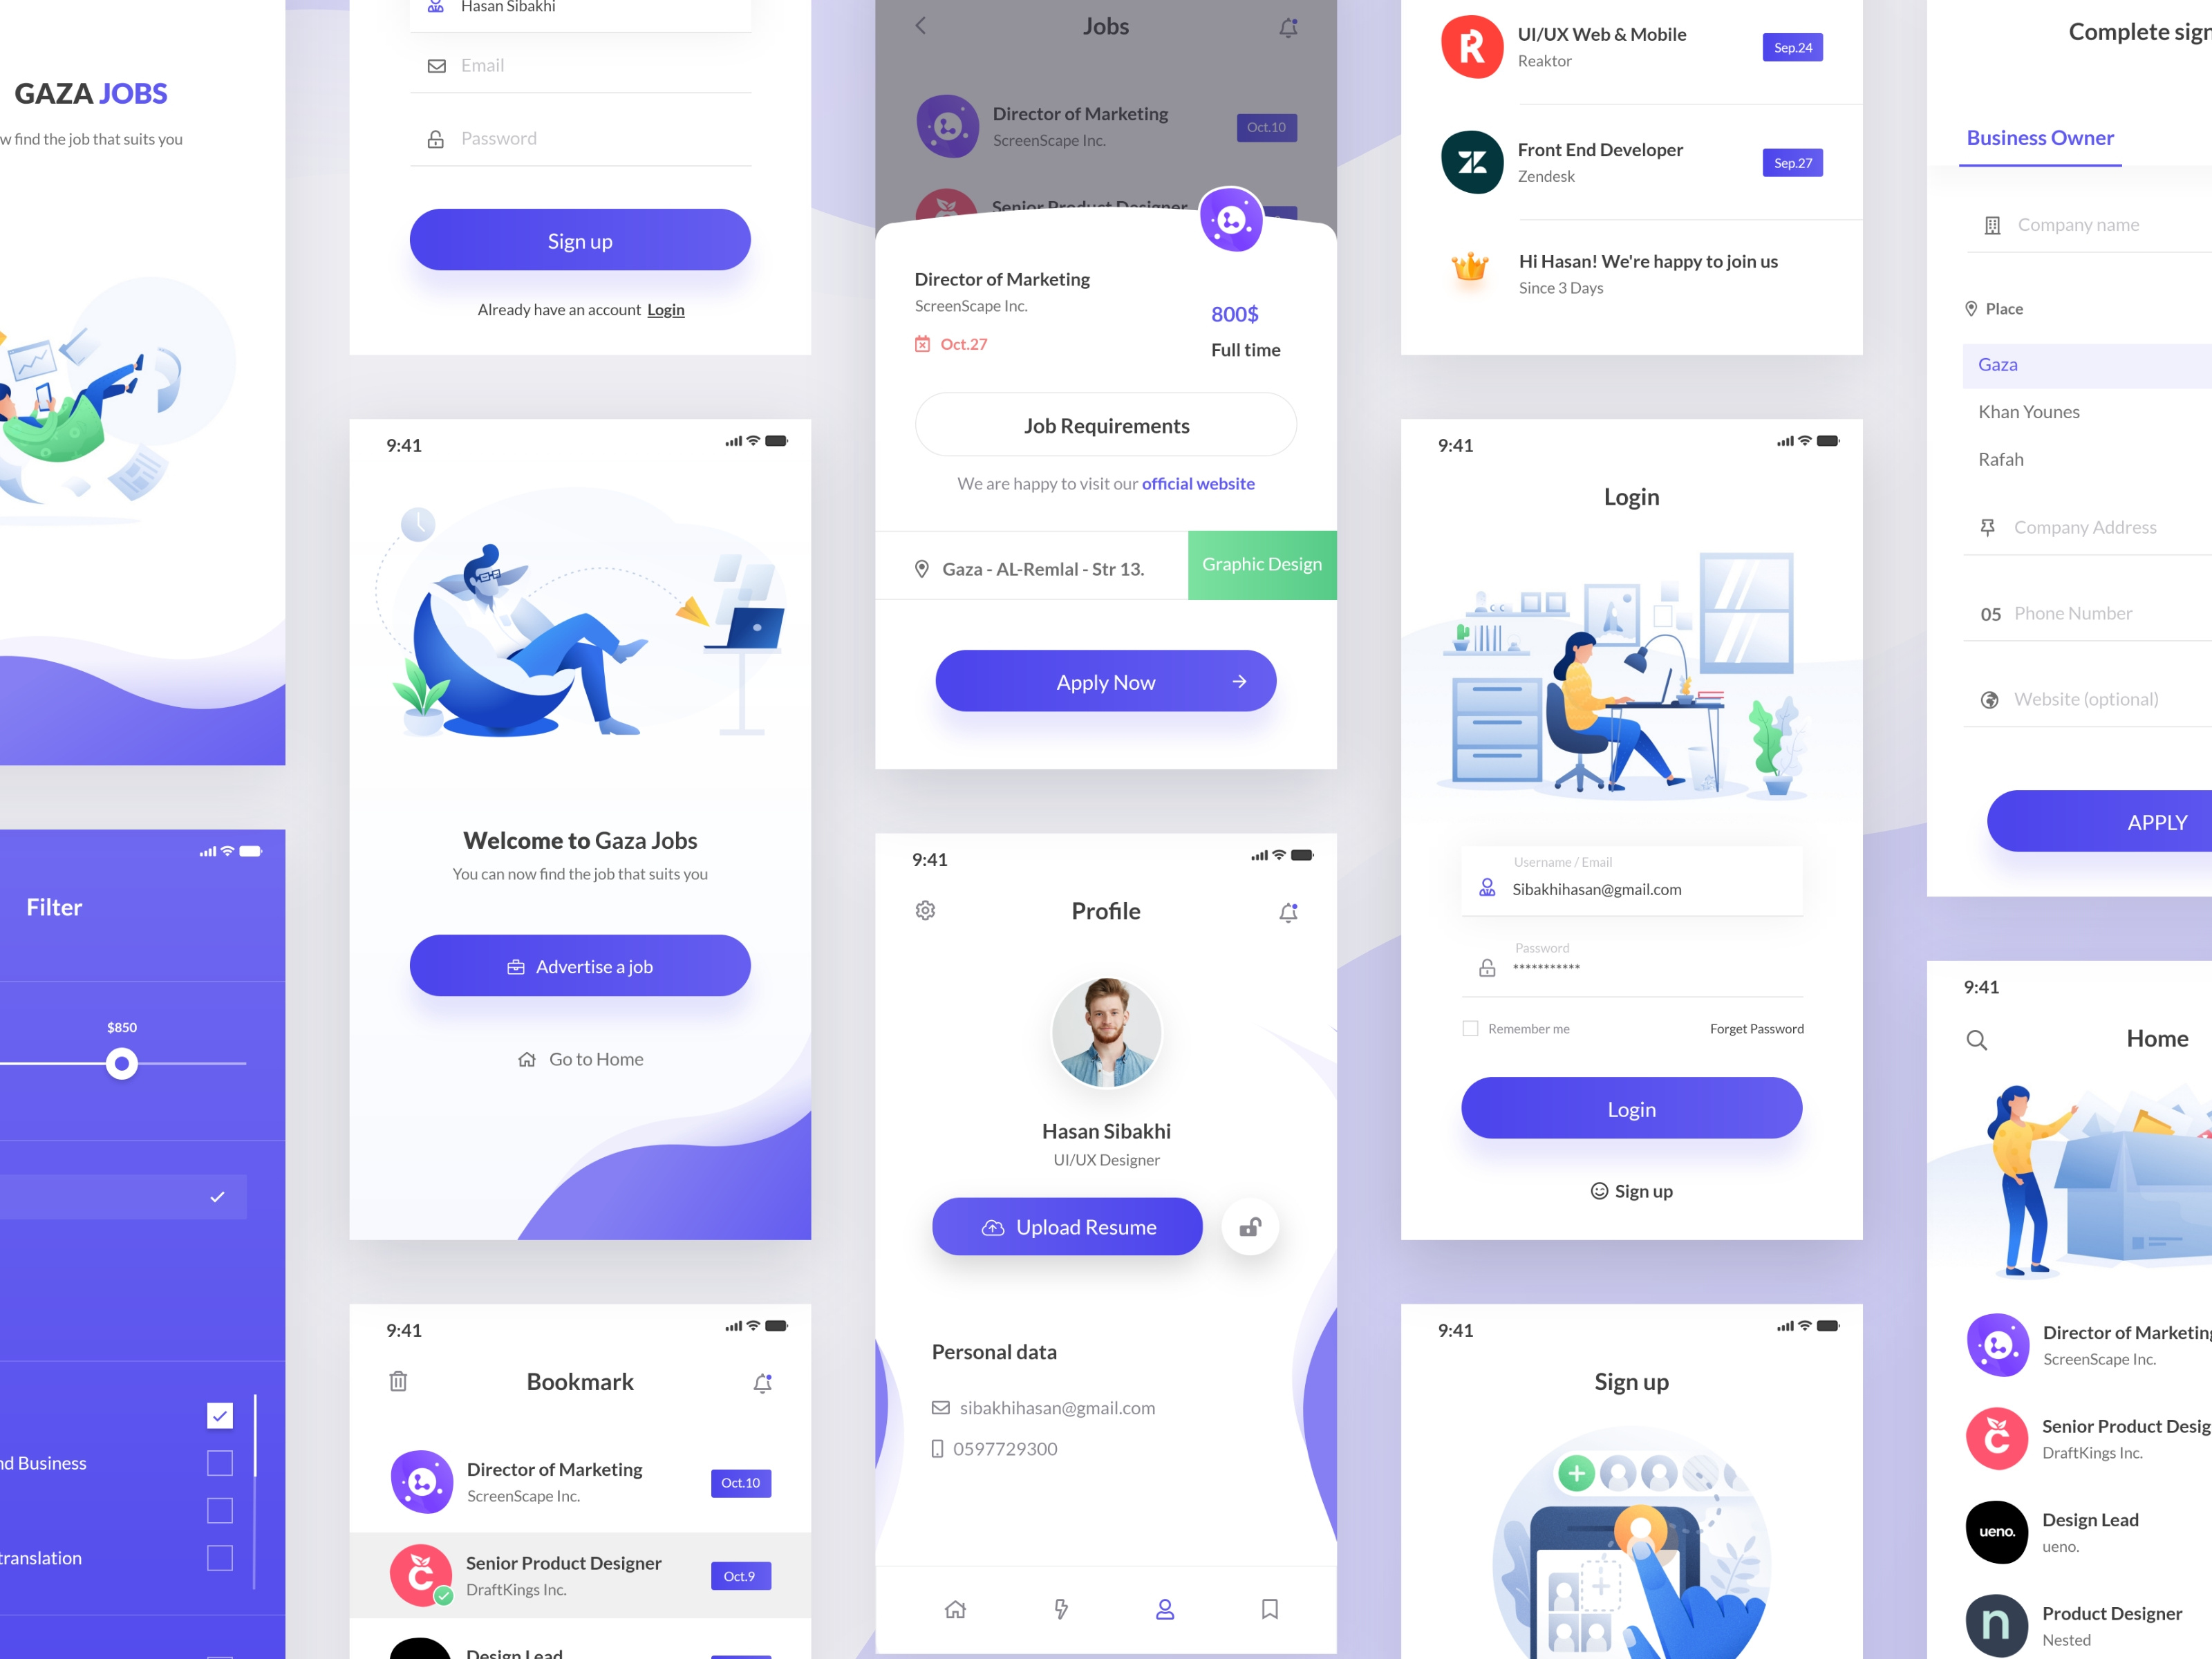 GAZA JOBS
w find the job that suits you
Filter
$850
nd Business
translation
Hasan Sibakhi
Email
Password
Sign up
Already have an account Login
9:41
Welcome to Gaza Jobs
You can now find the job that suits you
Advertise a job
Go to Home
9:41
Bookmark
Director of Marketing
ScreenScape Inc.
Oct.10
Senior Product Designer
DraftKings Inc.
Oct.9
Design Lead
Jobs
Director of Marketing
ScreenScape Inc.
Oct.10
Senior Product Designer
Director of Marketing
ScreenScape Inc.
800$
Oct.27
Full time
Job Requirements
We are happy to visit our official website
Gaza - AL-Remlal - Str 13.
Graphic Design
Apply Now
9:41
Profile
Hasan Sibakhi
UI/UX Designer
Upload Resume
Personal data
sibakhihasan@gmail.com
0597729300
UI/UX Web & Mobile
Reaktor
Sep.24
Front End Developer
Zendesk
Sep.27
Hi Hasan! We're happy to join us
Since 3 Days
9:41
Login
Username / Email
Sibakhihasan@gmail.com
Password
***********
Remember me
Forget Password
Login
Sign up
9:41
Sign up
Complete sign
Business Owner
Company name
Place
Gaza
Khan Younes
Rafah
Company Address
05 Phone Number
Website (optional)
APPLY
9:41
Home
Director of Marketing
ScreenScape Inc.
Senior Product Desig
DraftKings Inc.
ueno.
Design Lead
ueno.
n
Product Designer
Nested